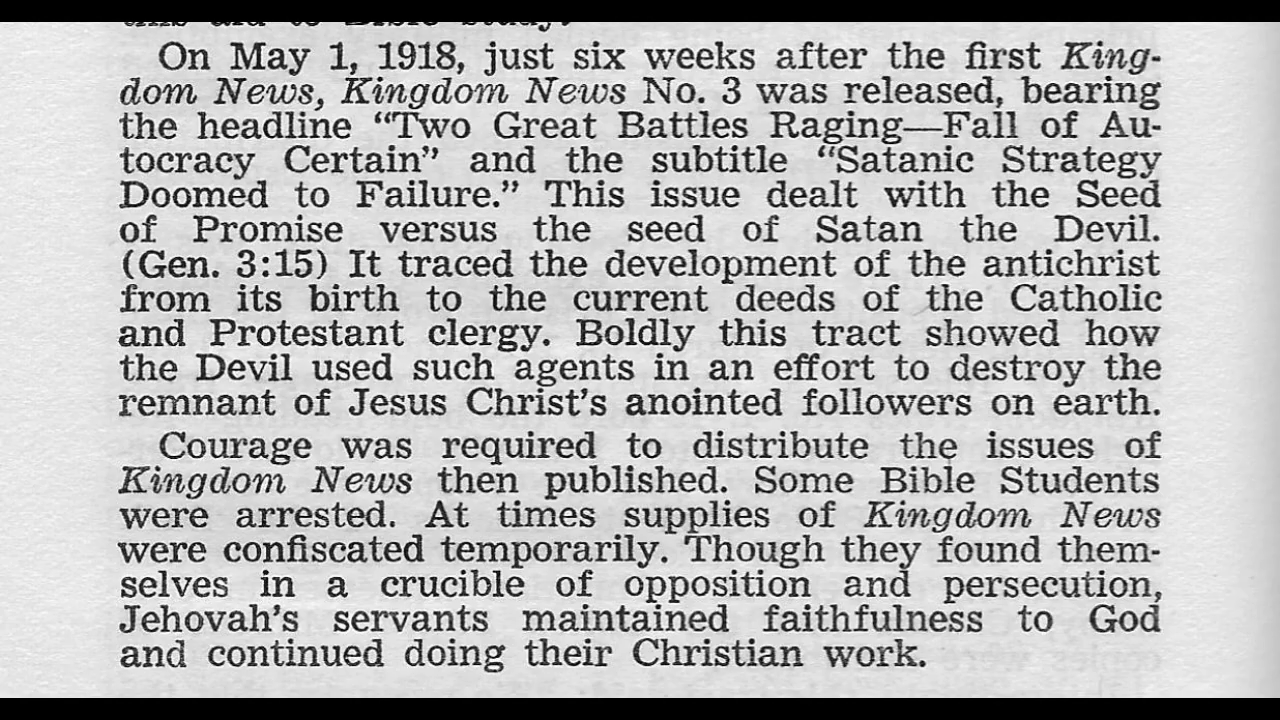 this aid to Bible study.
On May 1, 1918, just six weeks after the first King-
dom News, Kingdom News No. 3 was released, bearing
the headline “Two Great Battles Raging—Fall of Au-
tocracy Certain” and the subtitle “Satanic Strategy
Doomed to Failure.” This issue dealt with the Seed
of Promise versus the seed of Satan the Devil.
(Gen. 3:15) It traced the development of the antichrist
from its birth to the current deeds of the Catholic
and Protestant clergy. Boldly this tract showed how
the Devil used such agents in an effort to destroy the
remnant of Jesus Christ’s anointed followers on earth.
Courage was required to distribute the issues of
Kingdom News then published. Some Bible Students
were arrested. At times supplies of Kingdom News
were confiscated temporarily. Though they found them-
selves in a crucible of opposition and persecution,
Jehovah’s servants maintained faithfulness to God
and continued doing their Christian work.